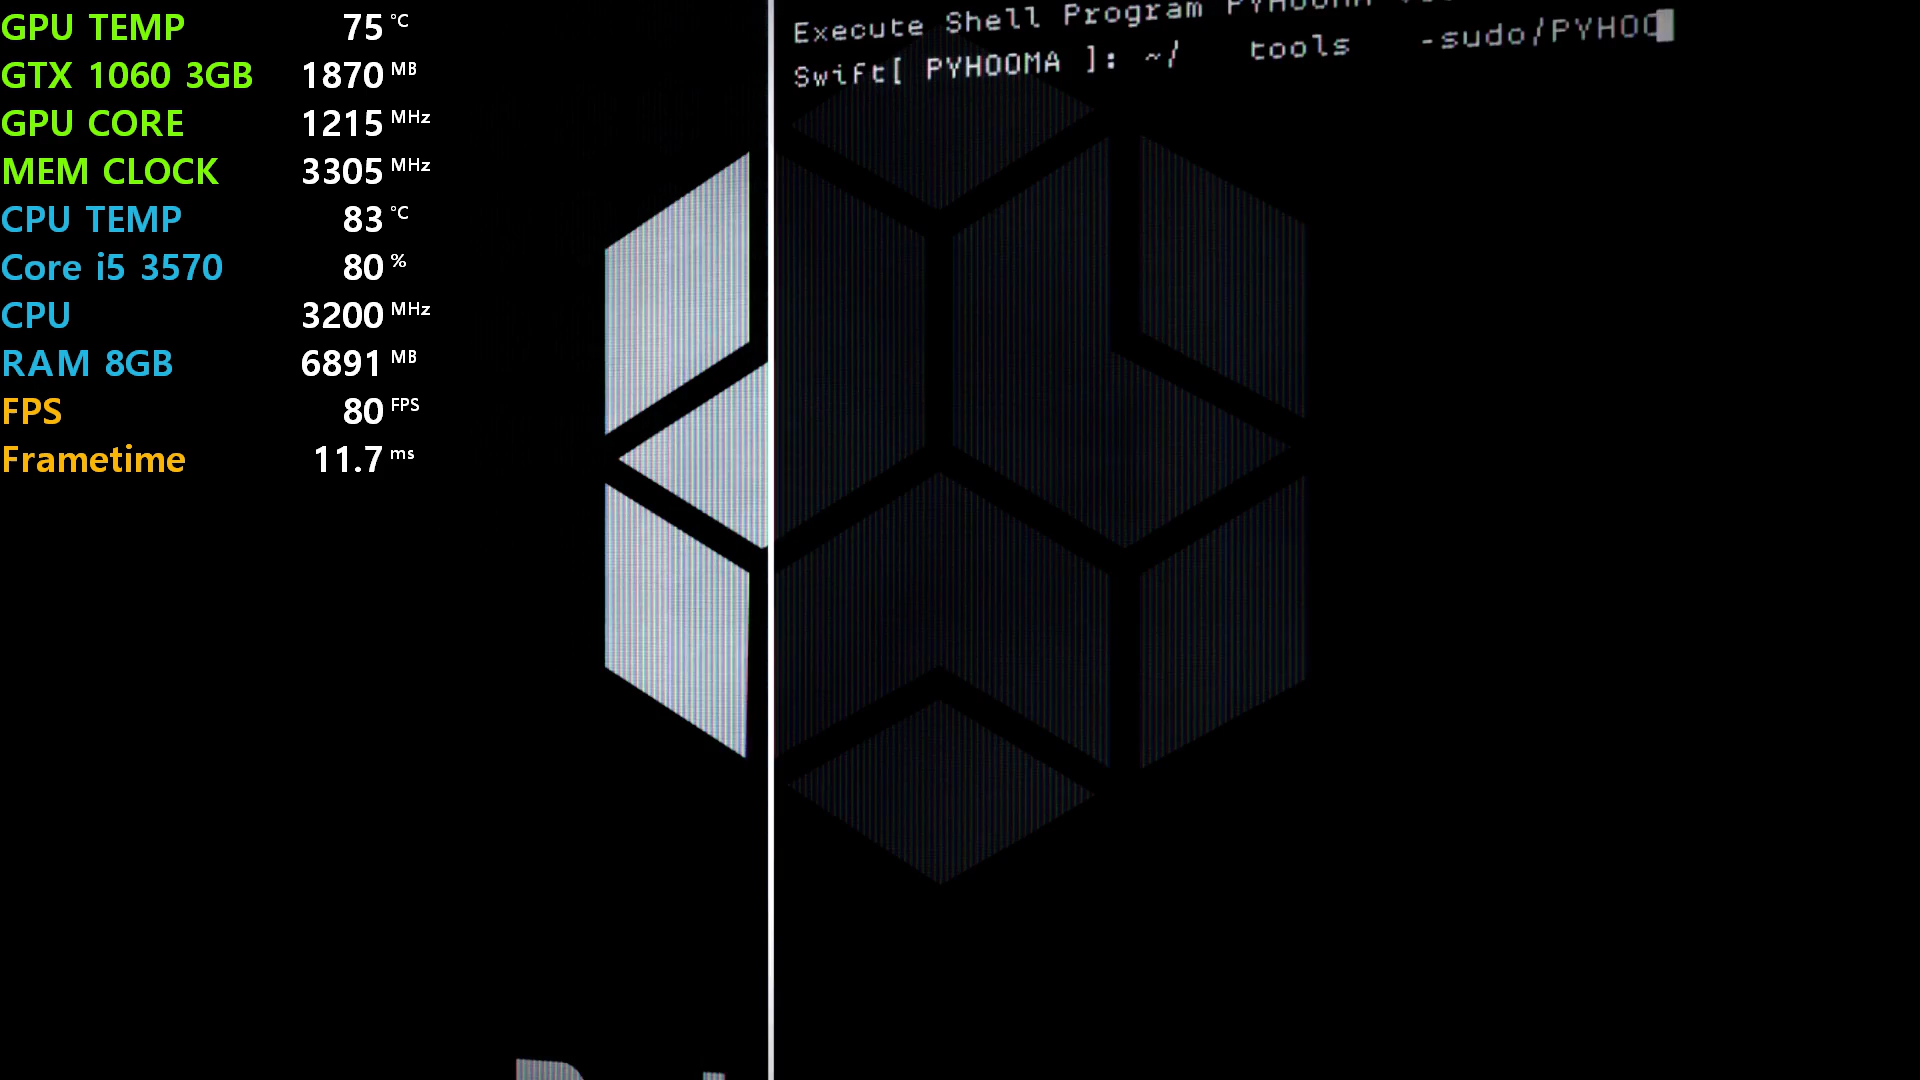 GPU TEMP 75 °C
GTX 1060 3GB 1870 MB
GPU CORE 1215 MHz
MEM CLOCK 3305 MHz
CPU TEMP 83 °C
Core i5 3570 80 %
CPU 3200 MHz
RAM 8GB 6891 MB
FPS 80 FPS
Frametime 11.7 ms
Execute Shell Program PYHOOMA
Swift[ PYHOOMA ]: ~/ tools -sudo/PYHOO